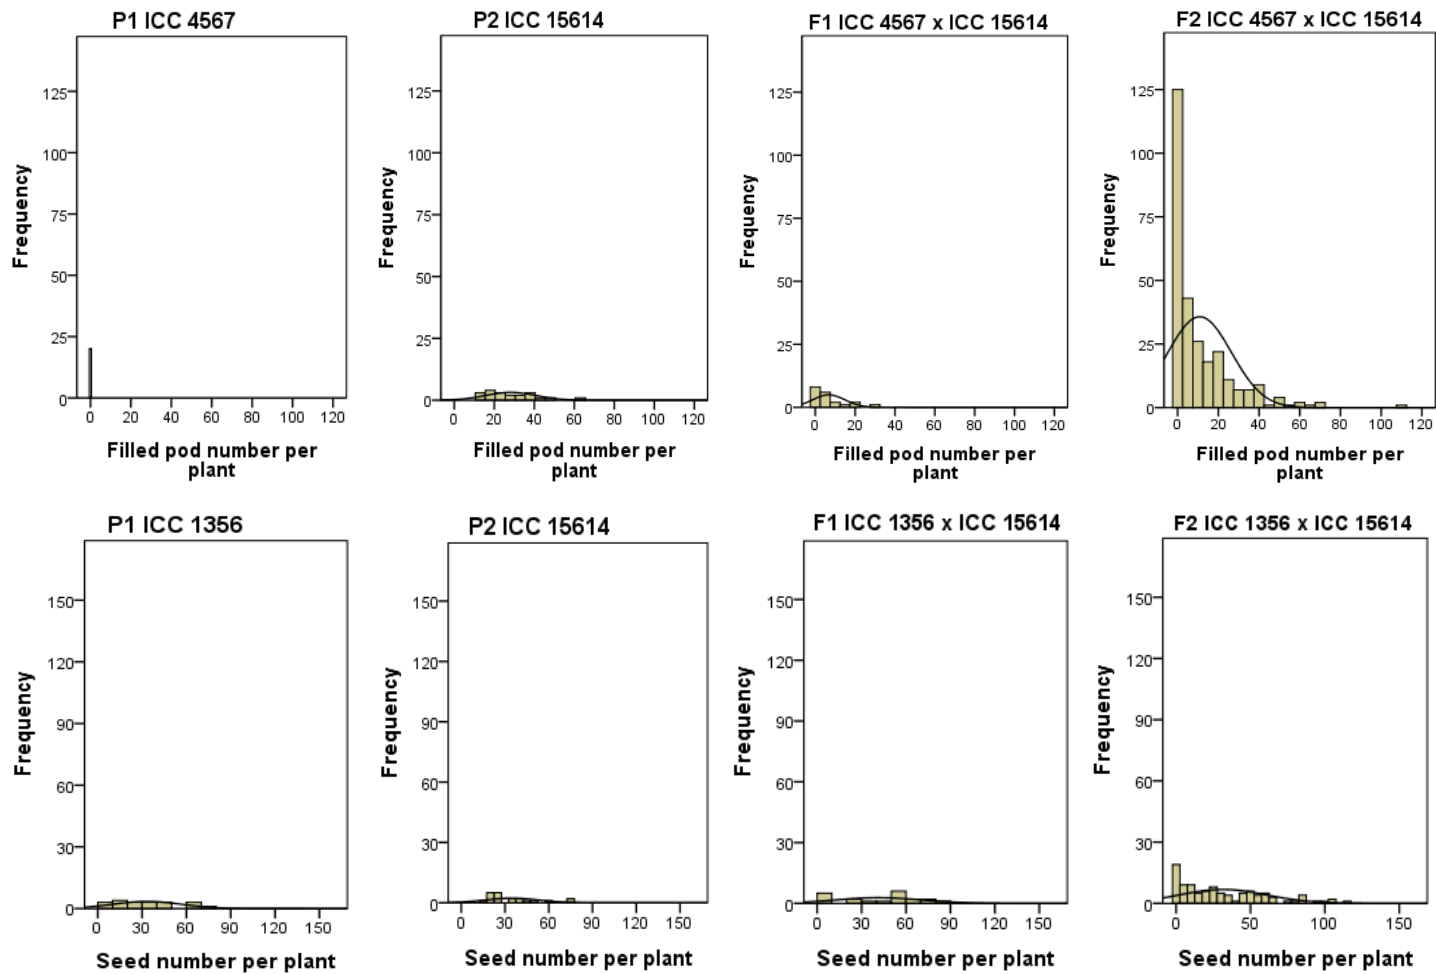 P1 ICC 4567
Frequency
125
100
75
50
25
0
0 20 40 60 80 100 120
Filled pod number per
plant
P2 ICC 15614
Frequency
125
100
75
50
25
0
0 20 40 60 80 100 120
Filled pod number per
plant
F1 ICC 4567 x ICC 15614
Frequency
125
100
75
50
25
0
0 20 40 60 80 100 120
Filled pod number per
plant
F2 ICC 4567 x ICC 15614
Frequency
125
100
75
50
25
0
0 20 40 60 80 100 120
Filled pod number per
plant
P1 ICC 1356
Frequency
150
120
90
60
30
0
0 30 60 90 120 150
Seed number per plant
P2 ICC 15614
Frequency
150
120
90
60
30
0
0 30 60 90 120 150
Seed number per plant
F1 ICC 1356 x ICC 15614
Frequency
150
120
90
60
30
0
0 30 60 90 120 150
Seed number per plant
F2 ICC 1356 x ICC 15614
Frequency
150
120
90
60
30
0
0 50 100 150
Seed number per plant